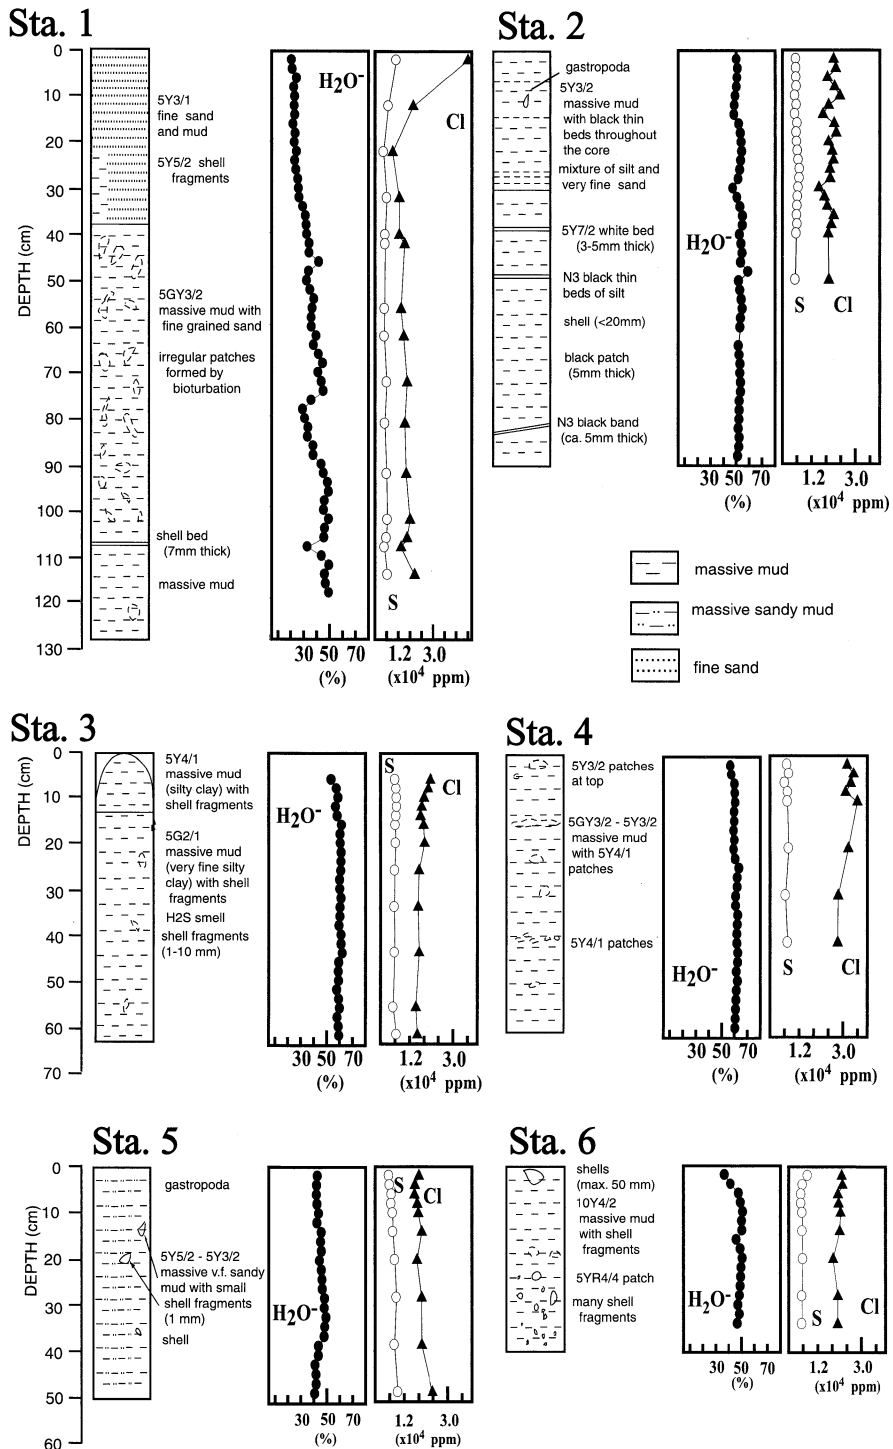 Sta. 1
0
10
20
30
40
50
60
70
80
90
100
110
120
130
DEPTH (cm)
5Y3/1
fine sand
and mud
5Y5/2 shell
fragments
5GY3/2
massive mud with
fine grained sand
irregular patches
formed by
bioturbation
shell bed
(7mm thick)
massive mud
H2O-
Cl
S
30 50 70
(%)
1.2 3.0
(x104 ppm)
Sta. 2
gastropoda
5Y3/2
massive mud
with black thin
beds throughout
the core
mixture of silt and
very fine sand
5Y7/2 white bed
(3-5mm thick)
N3 black thin
beds of silt
shell (<20mm)
black patch
(5mm thick)
N3 black band
(ca. 5mm thick)
H2O-
S Cl
30 50 70
(%)
1.2 3.0
(x104 ppm)
massive mud
massive sandy mud
fine sand
Sta. 3
0
10
20
30
40
50
60
70
DEPTH (cm)
5Y4/1
massive mud
(silty clay) with
shell fragments
5G2/1
massive mud
(very fine silty
clay) with shell
fragments
H2S smell
shell fragments
(1-10 mm)
H2O-
S
Cl
30 50 70
(%)
1.2 3.0
(x104 ppm)
Sta. 4
5Y3/2 patches
at top
5GY3/2 - 5Y3/2
massive mud
with 5Y4/1
patches
5Y4/1 patches
H2O-
S Cl
30 50 70
(%)
1.2 3.0
(x104 ppm)
Sta. 5
0
10
20
30
40
50
60
DEPTH (cm)
gastropoda
5Y5/2 - 5Y3/2
massive v.f. sandy
mud with small
shell fragments
(1 mm)
shell
H2O-
S Cl
30 50 70
(%)
1.2 3.0
(x104 ppm)
Sta. 6
shells
(max. 50 mm)
10Y4/2
massive mud
with shell
fragments
5YR4/4 patch
many shell
fragments
H2O-
S Cl
30 50 70
(%)
1.2 3.0
(x104 ppm)